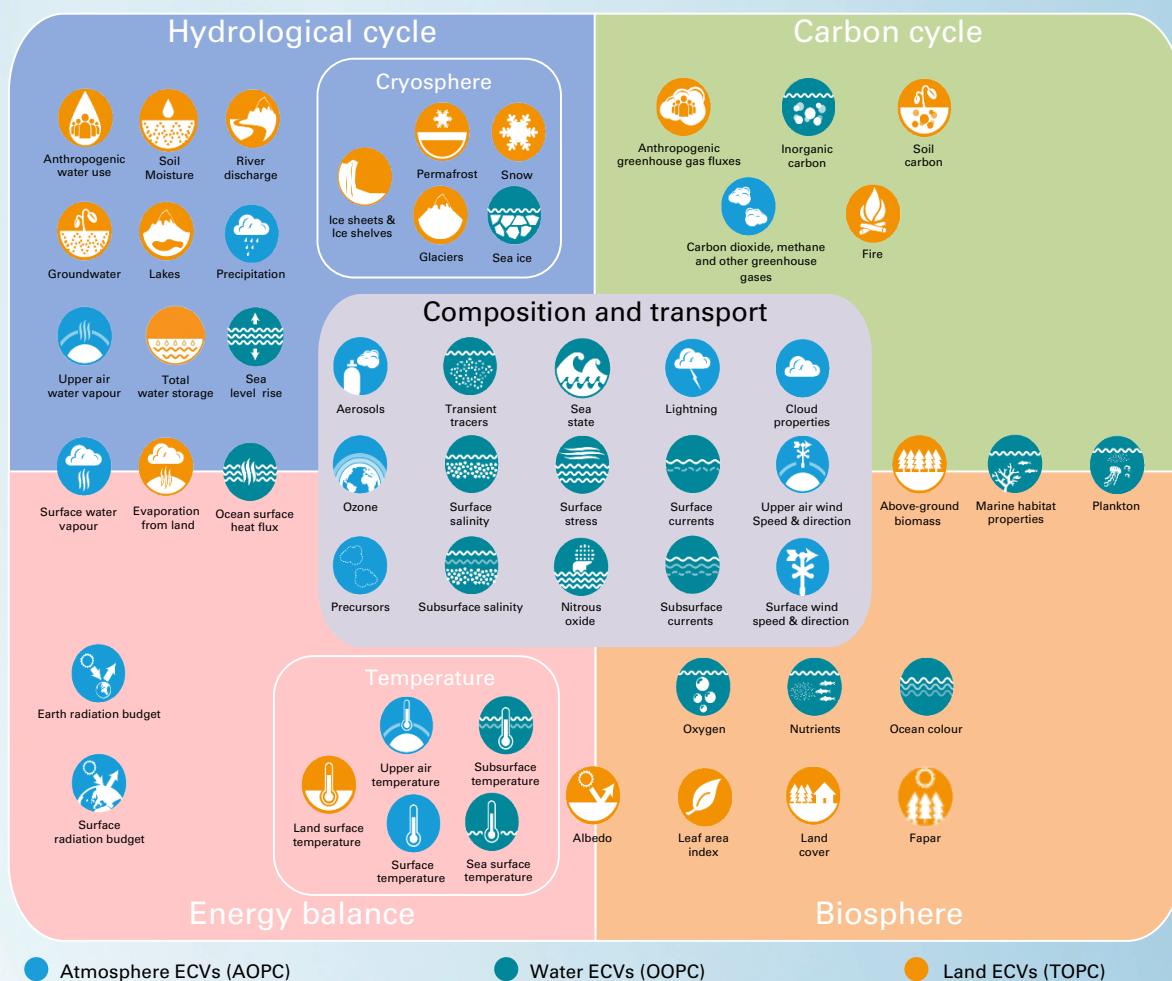 Hydrological cycle
Carbon cycle
Cryosphere
Anthropogenic
water use
Soil
Moisture
River
discharge
Ice sheets &
Ice shelves
Permafrost
Snow
Glaciers
Sea ice
Groundwater
Lakes
Precipitation
Upper air
water vapour
Total
water storage
Sea
level rise
Anthropogenic
greenhouse gas fluxes
Inorganic
carbon
Soil
carbon
Carbon dioxide, methane
and other greenhouse
gases
Fire
Composition and transport
Aerosols
Transient
tracers
Sea
state
Lightning
Cloud
properties
Ozone
Surface
salinity
Surface
stress
Surface
currents
Upper air wind
Speed & direction
Precursors
Subsurface salinity
Nitrous
oxide
Subsurface
currents
Surface wind
speed & direction
Surface water
vapour
Evaporation
from land
Ocean surface
heat flux
Above-ground
biomass
Marine habitat
properties
Plankton
Earth radiation budget
Surface
radiation budget
Temperature
Land surface
temperature
Upper air
temperature
Subsurface
temperature
Surface
temperature
Sea surface
temperature
Oxygen
Nutrients
Ocean colour
Albedo
Leaf area
index
Land
cover
Fapar
Energy balance
Biosphere
Atmosphere ECVs (AOPC)
Water ECVs (OOPC)
Land ECVs (TOPC)